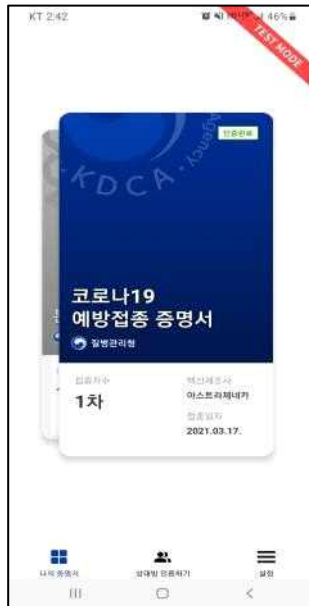 KT 2:42
46%
TEST MODE
Agency
KDCA
인증완료
코로나19
예방접종 증명서
질병관리청
접종차수
1차
백신제조사
아스트라제네카
접종일자
2021.03.17.
나의 증명서
상대방 인증하기
설정